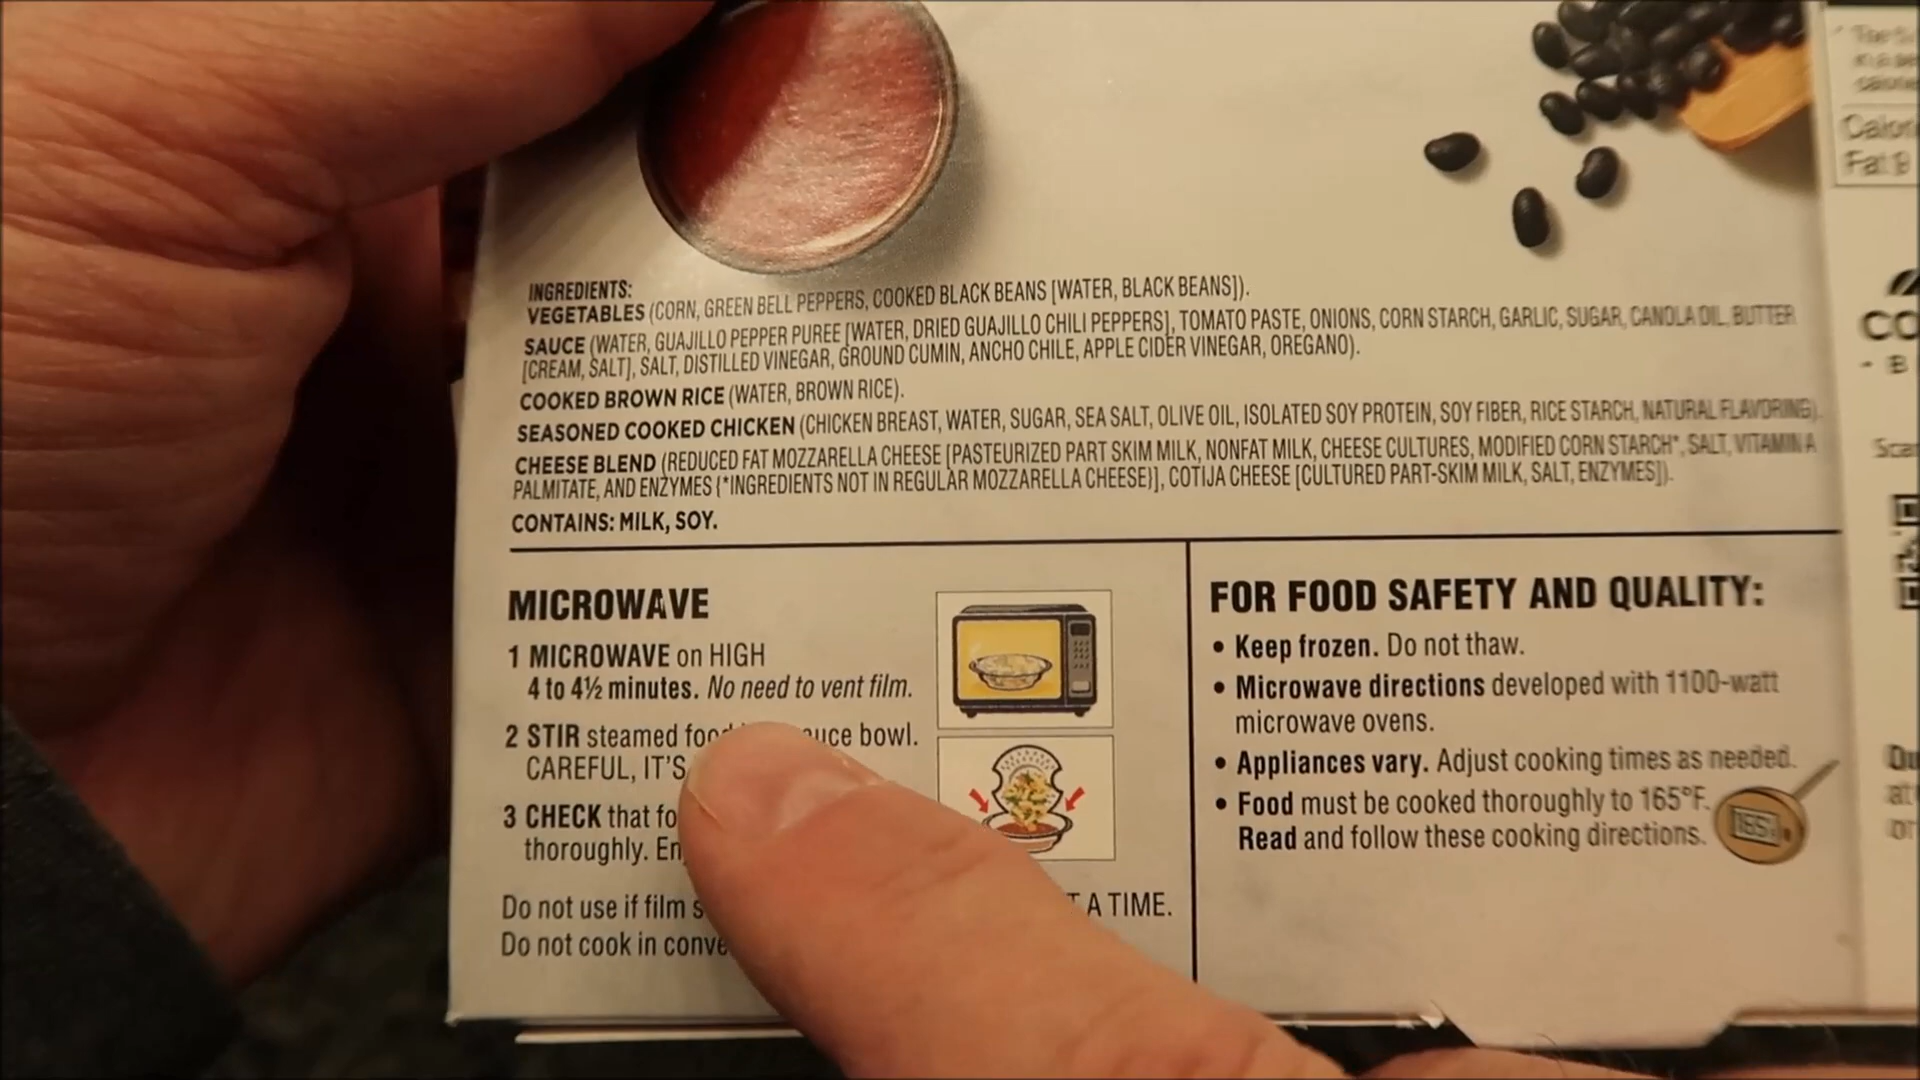 INGREDIENTS:
VEGETABLES (CORN, GREEN BELL PEPPERS, COOKED BLACK BEANS [WATER, BLACK BEANS]).
SAUCE (WATER, GUAJILLO PEPPER PUREE [WATER, DRIED GUAJILLO CHILI PEPPERS], TOMATO PASTE, ONIONS, CORN STARCH, GARLIC, SUGAR, CANOLA OIL, BUTTER
[CREAM, SALT], SALT, DISTILLED VINEGAR, GROUND CUMIN, ANCHO CHILE, APPLE CIDER VINEGAR, OREGANO).
COOKED BROWN RICE (WATER, BROWN RICE).
SEASONED COOKED CHICKEN (CHICKEN BREAST, WATER, SUGAR, SEA SALT, OLIVE OIL, ISOLATED SOY PROTEIN, SOY FIBER, RICE STARCH, NATURAL FLAVORING).
CHEESE BLEND (REDUCED FAT MOZZARELLA CHEESE [PASTEURIZED PART SKIM MILK, NONFAT MILK, CHEESE CULTURES, MODIFIED CORN STARCH*, SALT, VITAMIN A
PALMITATE, AND ENZYMES {*INGREDIENTS NOT IN REGULAR MOZZARELLA CHEESE}], COTIJA CHEESE [CULTURED PART-SKIM MILK, SALT, ENZYMES]).
CONTAINS: MILK, SOY.
MICROWAVE
1 MICROWAVE on HIGH
4 to 4½ minutes. No need to vent film.
2 STIR steamed bowl.
CAREFUL, IT'S
3 CHECK that
thoroughly.
Do not use if film
A TIME.
Do not cook in
FOR FOOD SAFETY AND QUALITY:
• Keep frozen. Do not thaw.
• Microwave directions developed with 1100-watt
microwave ovens.
• Appliances vary. Adjust cooking times as needed.
• Food must be cooked thoroughly to 165°F.
Read and follow these cooking directions.
165
Fat 9